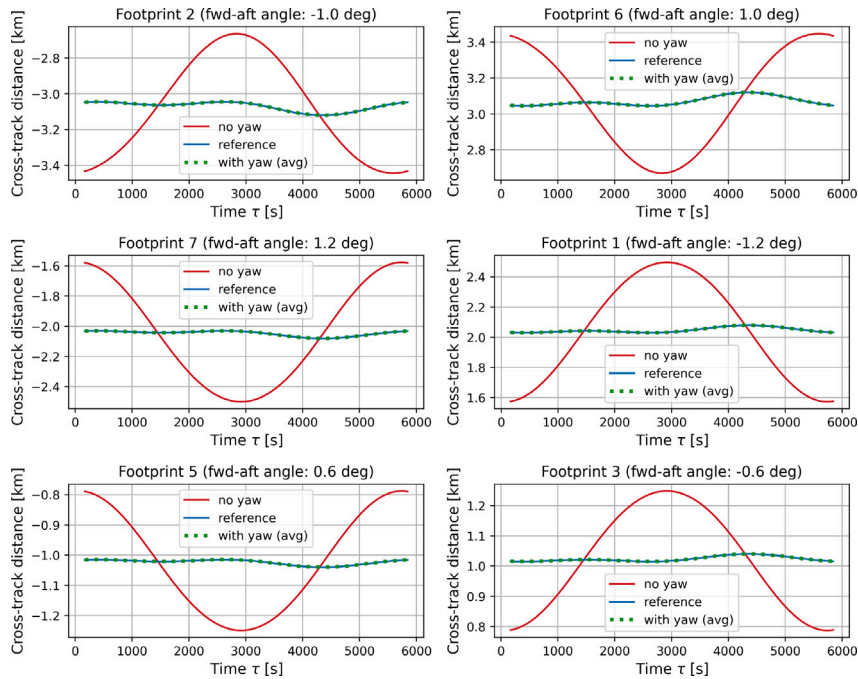 Footprint 2 (fwd-aft angle: -1.0 deg)
Cross-track distance [km]
−2.8
−3.0
−3.2
−3.4
no yaw
reference
with yaw (avg)
0 1000 2000 3000 4000 5000 6000
Time τ [s]
Footprint 6 (fwd-aft angle: 1.0 deg)
Cross-track distance [km]
3.4
3.2
3.0
2.8
no yaw
reference
with yaw (avg)
0 1000 2000 3000 4000 5000 6000
Time τ [s]
Footprint 7 (fwd-aft angle: 1.2 deg)
Cross-track distance [km]
−1.6
−1.8
−2.0
−2.2
−2.4
no yaw
reference
with yaw (avg)
0 1000 2000 3000 4000 5000 6000
Time τ [s]
Footprint 1 (fwd-aft angle: -1.2 deg)
Cross-track distance [km]
2.4
2.2
2.0
1.8
1.6
no yaw
reference
with yaw (avg)
0 1000 2000 3000 4000 5000 6000
Time τ [s]
Footprint 5 (fwd-aft angle: 0.6 deg)
Cross-track distance [km]
−0.8
−0.9
−1.0
−1.1
−1.2
no yaw
reference
with yaw (avg)
0 1000 2000 3000 4000 5000 6000
Time τ [s]
Footprint 3 (fwd-aft angle: -0.6 deg)
Cross-track distance [km]
1.2
1.1
1.0
0.9
0.8
no yaw
reference
with yaw (avg)
0 1000 2000 3000 4000 5000 6000
Time τ [s]